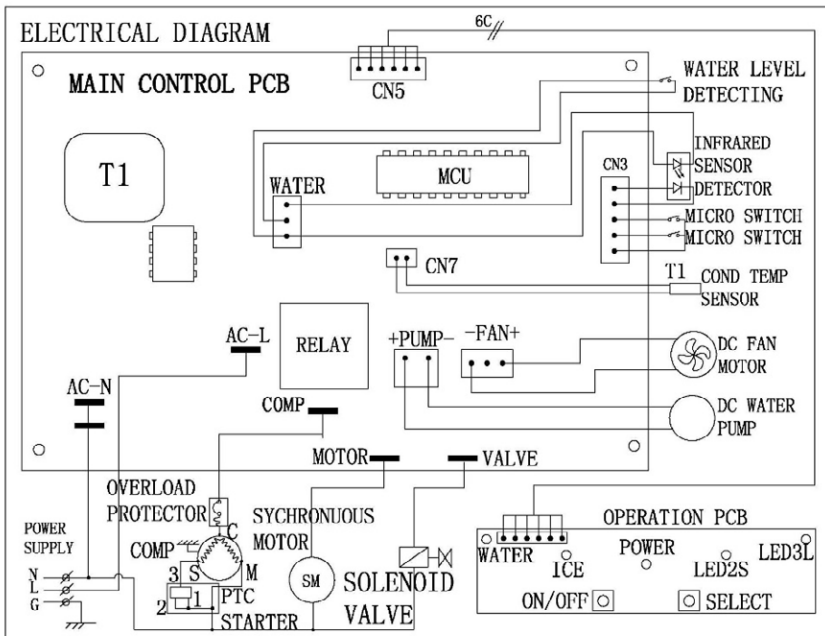 ELECTRICAL DIAGRAM
6C
MAIN CONTROL PCB
CN5
WATER LEVEL
DETECTING
T1
MCU
WATER
CN3
INFRARED
SENSOR
DETECTOR
MICRO SWITCH
MICRO SWITCH
CN7
T1
COND TEMP
SENSOR
AC-L
RELAY
+PUMP-
-FAN+
DC FAN
MOTOR
AC-N
COMP
DC WATER
PUMP
MOTOR
VALVE
OVERLOAD
PROTECTOR
SYCHRONUOUS
MOTOR
POWER
SUPPLY
N
L
G
COMP
C
S
M
3
2
1
PTC
STARTER
SM
SOLENOID
VALVE
OPERATION PCB
WATER
ICE
POWER
LED2S
LED3L
ON/OFF
SELECT